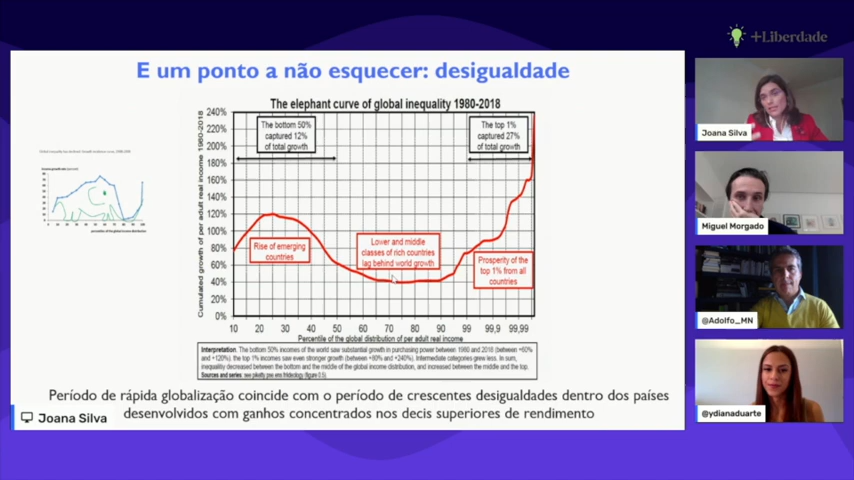 +Liberdade
E um ponto a não esquecer: desigualdade
The elephant curve of global inequality 1980-2018
Cumulated growth of per adult real income 1980-2018
240%
220%
200%
180%
160%
140%
120%
100%
80%
60%
40%
20%
0%
The bottom 50%
captured 12%
of total growth
The top 1%
captured 27%
of total growth
Rise of emerging
countries
Lower and middle
classes of rich countries
lag behind world growth
Prosperity of the
top 1% from all
countries
10 20 30 40 50 60 70 80 90 99 99,9 99,99
Percentile of the global distribution of per adult real income
Interpretation. The bottom 50% incomes of the world saw substantial growth in purchasing power between 1980 and 2018 (between +60%
and +120%). the top 1% incomes saw even stronger growth (between +80% and +240%). Intermediate categories grew less. In sum,
inequality decreased between the bottom and the middle of the global income distribution, and increased between the middle and the top.
Sources and series: see piketty.pse.ens.fr/ideology (figure 0.5)
Período de rápida globalização coincide com o período de crescentes desigualdades dentro dos países
desenvolvidos com ganhos concentrados nos decis superiores de rendimento
Joana Silva
Joana Silva
Miguel Morgado
@Adolfo_MN
@ydianaduarte